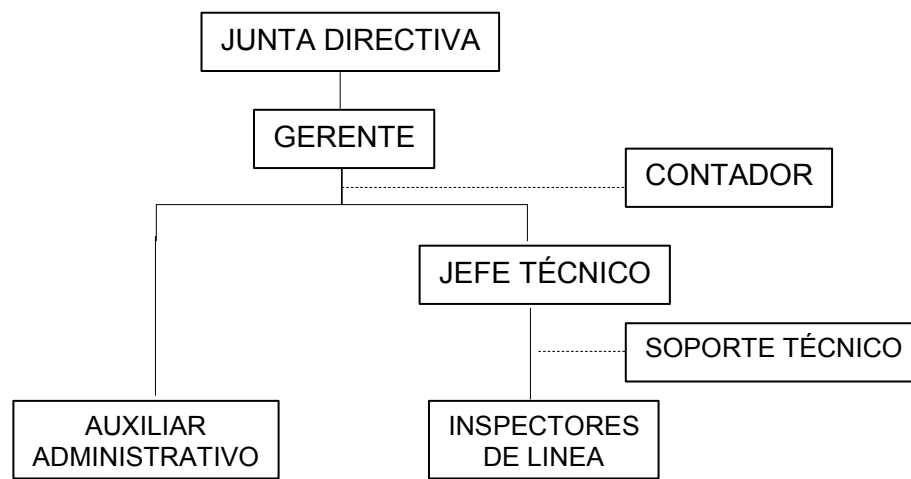 JUNTA DIRECTIVA
GERENTE
CONTADOR
JEFE TÉCNICO
SOPORTE TÉCNICO
AUXILIAR
ADMINISTRATIVO
INSPECTORES
DE LINEA